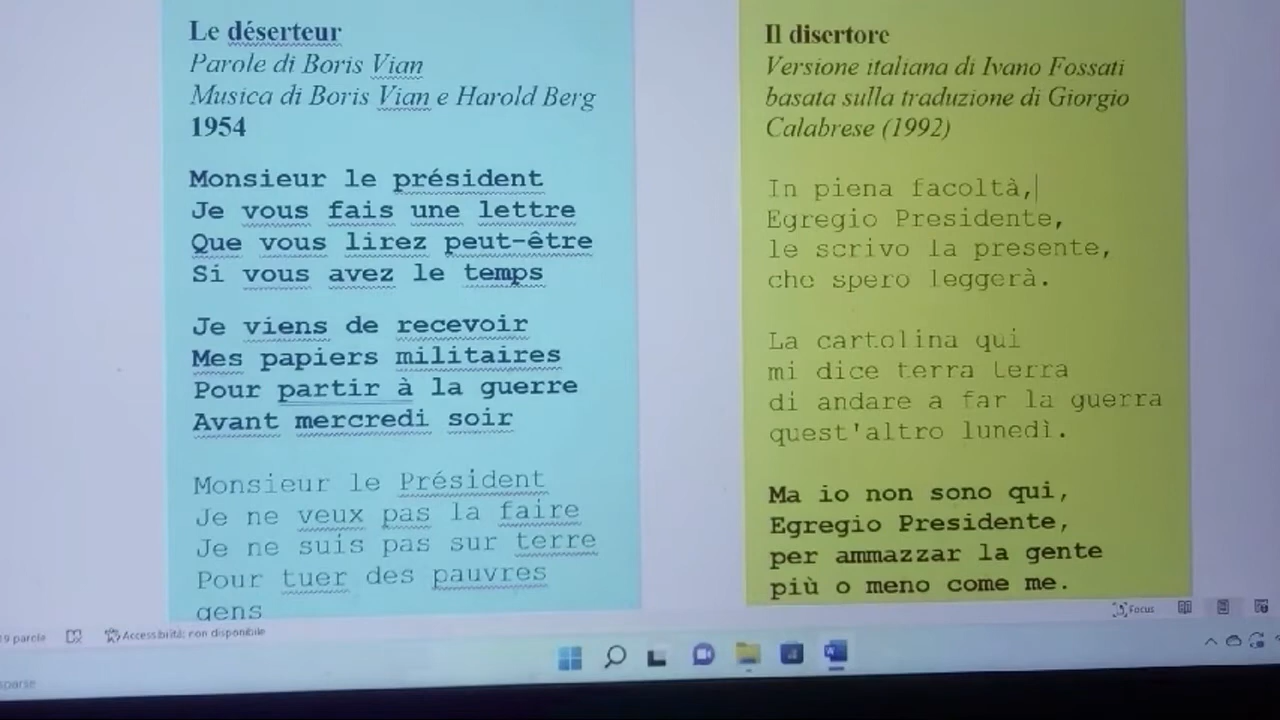 Le déserteur
Parole di Boris Vian
Musica di Boris Vian e Harold Berg
1954
Monsieur le président
Je vous fais une lettre
Que vous lirez peut-être
Si vous avez le temps
Je viens de recevoir
Mes papiers militaires
Pour partir à la guerre
Avant mercredi soir
Monsieur le Président
Je ne veux pas la faire
Je ne suis pas sur terre
Pour tuer des pauvres
gens
Il disertore
Versione italiana di Ivano Fossati
basata sulla traduzione di Giorgio
Calabrese (1992)
In piena facoltà,
Egregio Presidente,
le scrivo la presente,
che spero leggerà.
La cartolina qui
mi dice terra terra
di andare a far la guerra
quest'altro lunedì.
Ma io non sono qui,
Egregio Presidente,
per ammazzar la gente
più o meno come me.
parole
Accessibilità: non disponibile
Focus